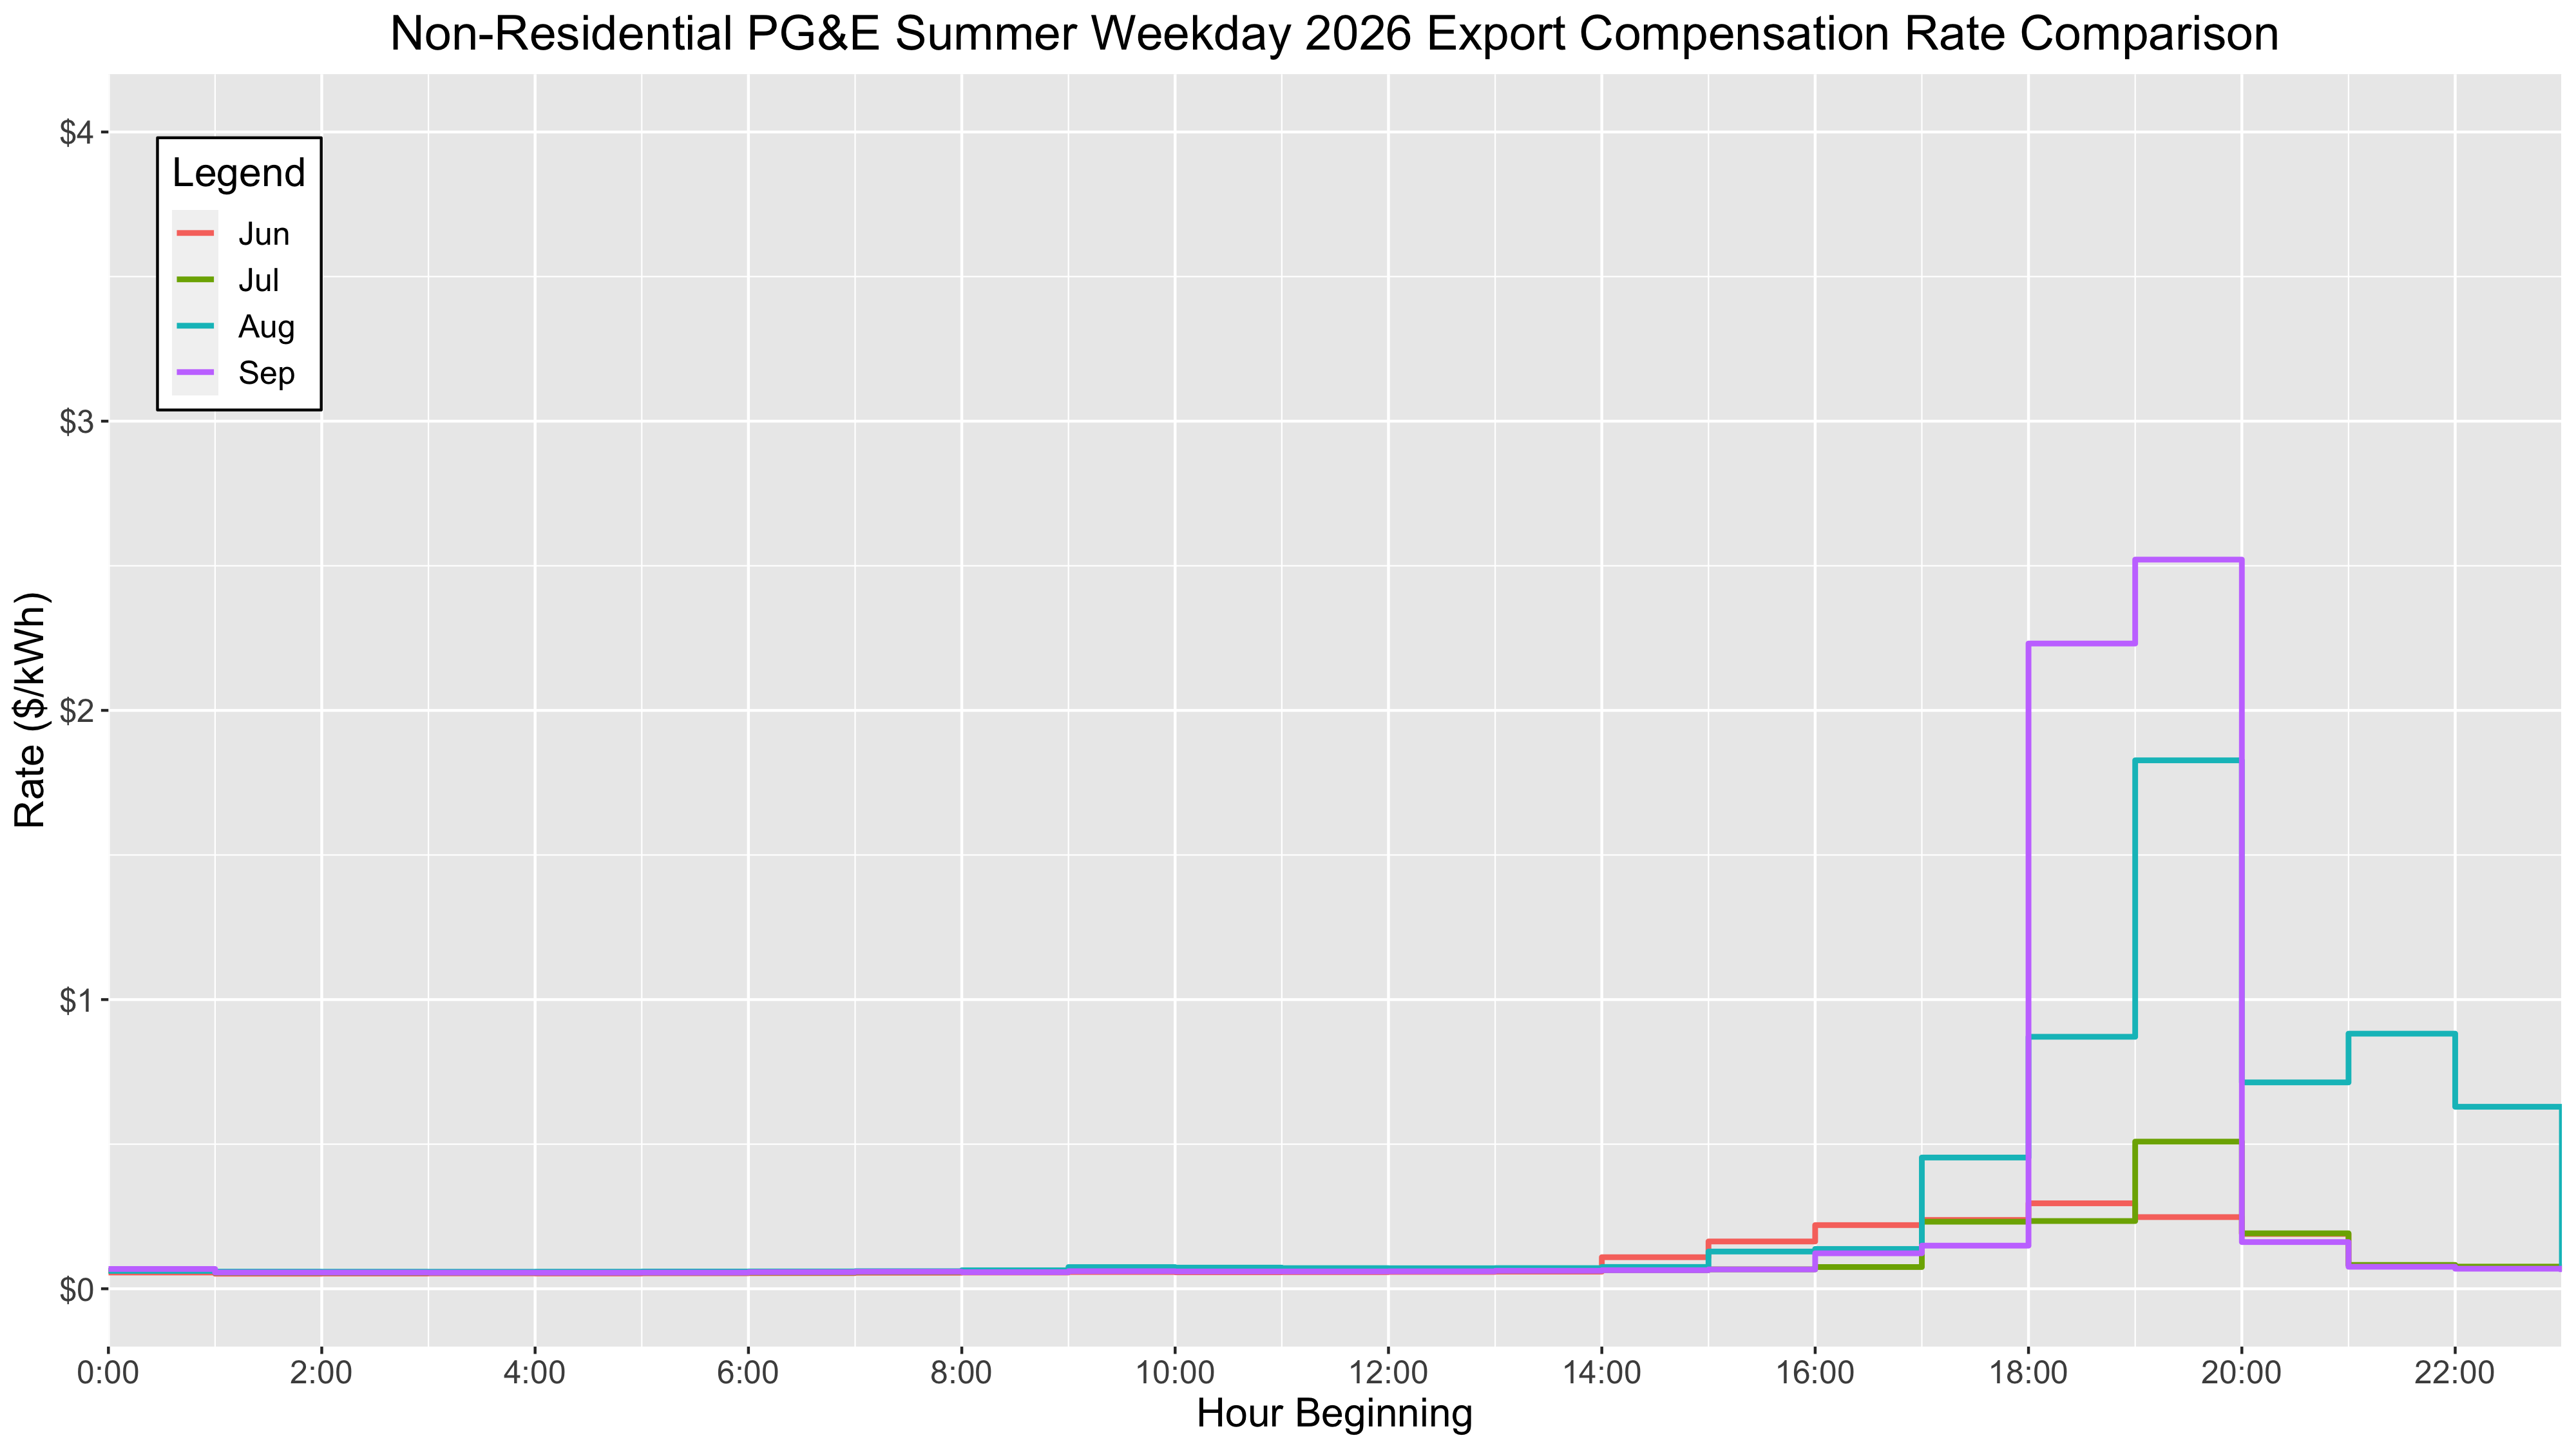 Non-Residential PG&E Summer Weekday 2026 Export Compensation Rate Comparison
$4
Legend
Jun
Jul
Aug
Sep
$3
Rate ($/kWh)
$2
$1
$0
0:00 2:00 4:00 6:00 8:00 10:00 12:00 14:00 16:00 18:00 20:00 22:00
Hour Beginning